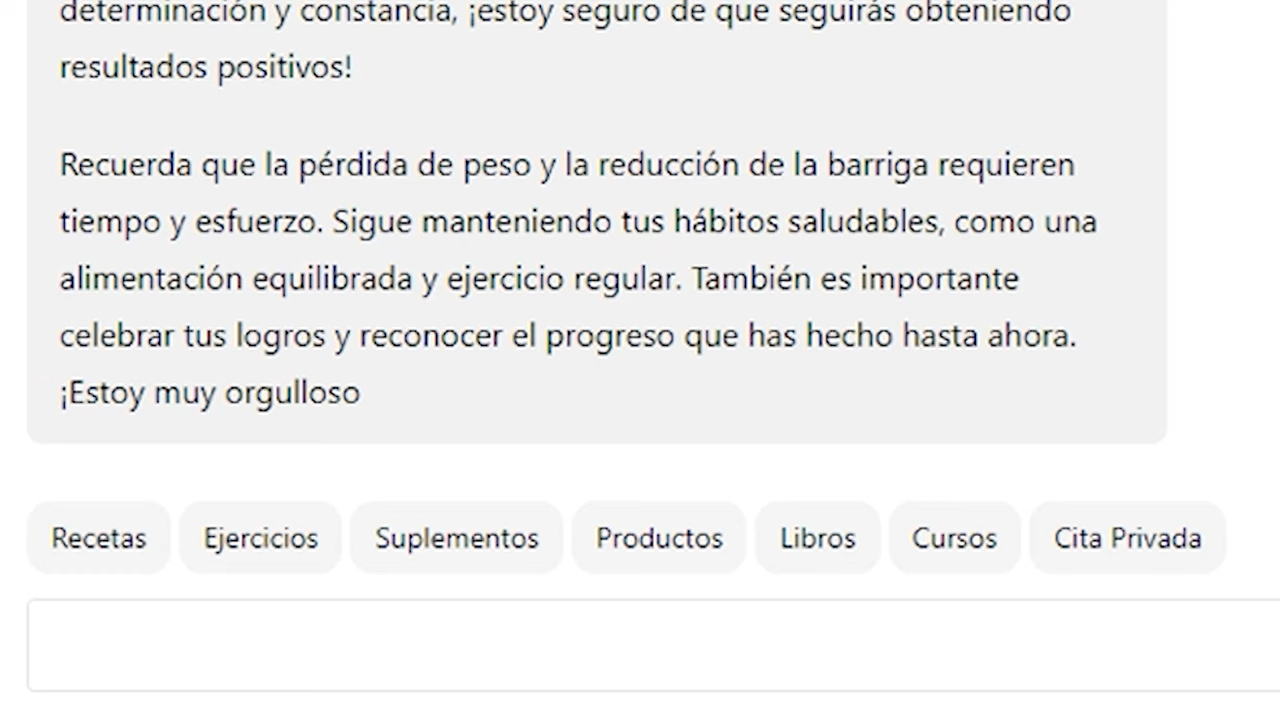 determinación y constancia, ¡estoy seguro de que seguirás obteniendo
resultados positivos!
Recuerda que la pérdida de peso y la reducción de la barriga requieren
tiempo y esfuerzo. Sigue manteniendo tus hábitos saludables, como una
alimentación equilibrada y ejercicio regular. También es importante
celebrar tus logros y reconocer el progreso que has hecho hasta ahora.
¡Estoy muy orgulloso
Recetas Ejercicios Suplementos Productos Libros Cursos Cita Privada